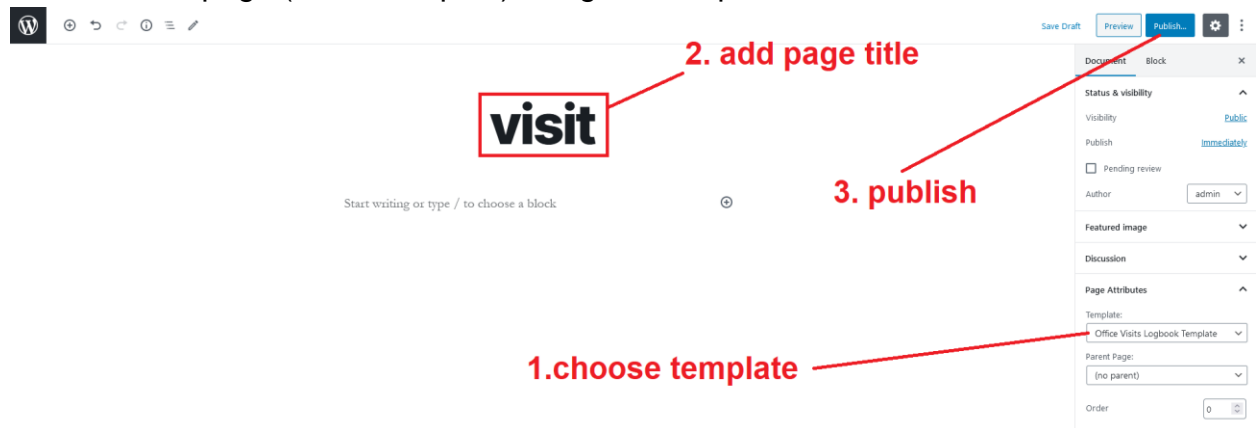 Save Draft
Preview
Publish...
2. add page title
Document
Block
Status & visibility
visit
Visibility
Public
Publish
Immediately
Pending review
3. publish
Author
admin
Start writing or type / to choose a block
Featured image
Discussion
Page Attributes
Template:
Office Visits Logbook Template
1.choose template
Parent Page:
(no parent)
Order
0